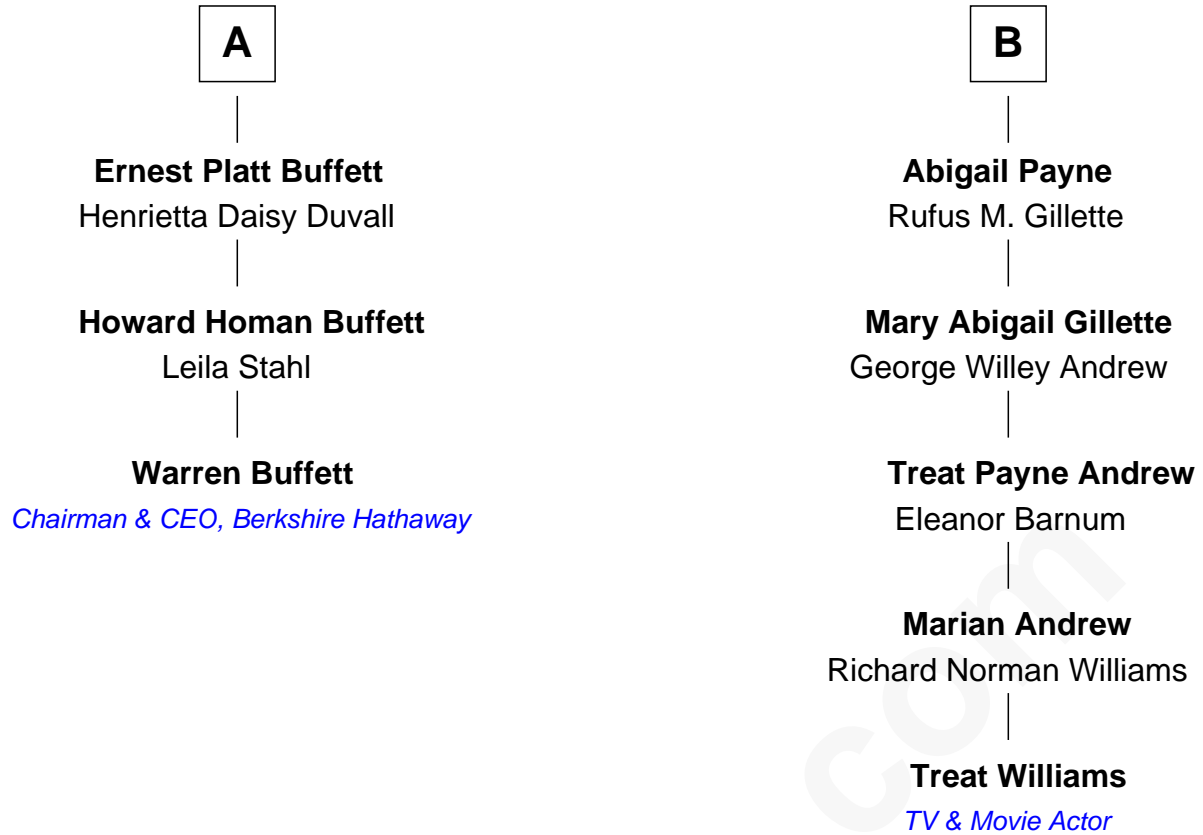 A
Ernest Platt Buffett
Henrietta Daisy Duvall
Howard Homan Buffett
Leila Stahl
Warren Buffett
Chairman & CEO, Berkshire Hathaway
B
Abigail Payne
Rufus M. Gillette
Mary Abigail Gillette
George Willey Andrew
Treat Payne Andrew
Eleanor Barnum
Marian Andrew
Richard Norman Williams
Treat Williams
TV & Movie Actor
com